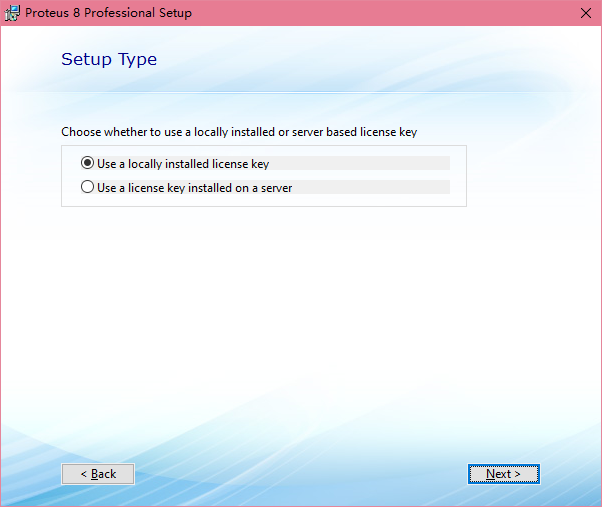 Proteus 8 Professional Setup
Setup Type
Choose whether to use a locally installed or server based license key
Use a locally installed license key
Use a license key installed on a server
< Back
Next >